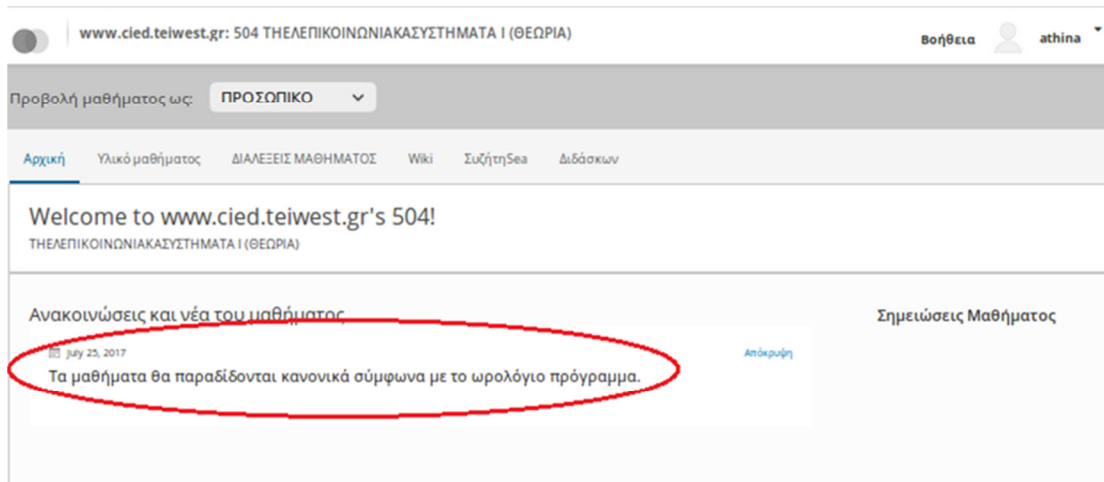 www.cied.teiwest.gr: 504 ΤΗΕΛΕΠΙΚΟΙΝΩΝΙΑΚΑΣΥΣΤΗΜΑΤΑ Ι (ΘΕΩΡΙΑ)
Βοήθεια athina
Προβολή μαθήματος ως: ΠΡΟΣΩΠΙΚΟ
Αρχική Υλικό μαθήματος ΔΙΑΛΕΞΕΙΣ ΜΑΘΗΜΑΤΟΣ Wiki ΣυζήτηSea Διδάσκων
Welcome to www.cied.teiwest.gr's 504!
ΤΗΕΛΕΠΙΚΟΙΝΩΝΙΑΚΑΣΥΣΤΗΜΑΤΑ Ι (ΘΕΩΡΙΑ)
Ανακοινώσεις και νέα του μαθήματος
Σημειώσεις Μαθήματος
July 25, 2017
Απόκρυψη
Τα μαθήματα θα παραδίδονται κανονικά σύμφωνα με το ωρολόγιο πρόγραμμα.